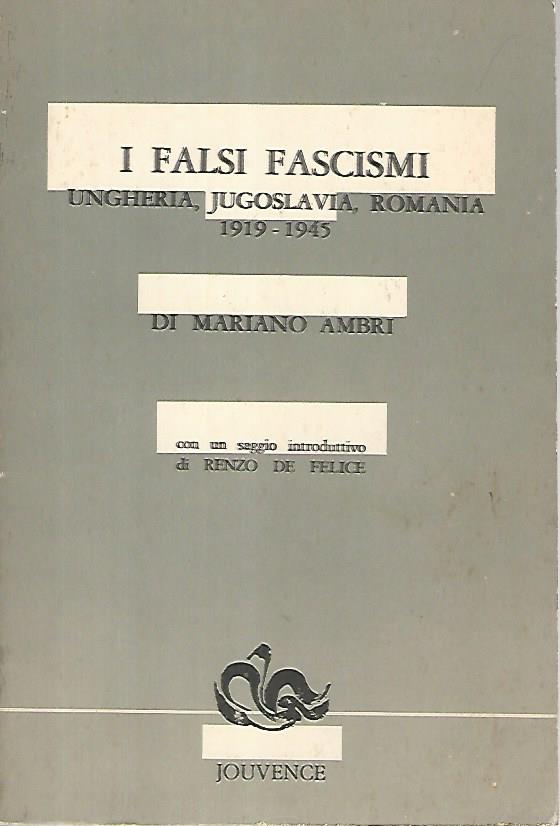 I FALSI FASCISMI
UNGHERIA, JUGOSLAVIA, ROMANIA
1919 - 1945
DI MARIANO AMBRI
con un saggio introduttivo
di RENZO DE FELICE
JOUVENCE